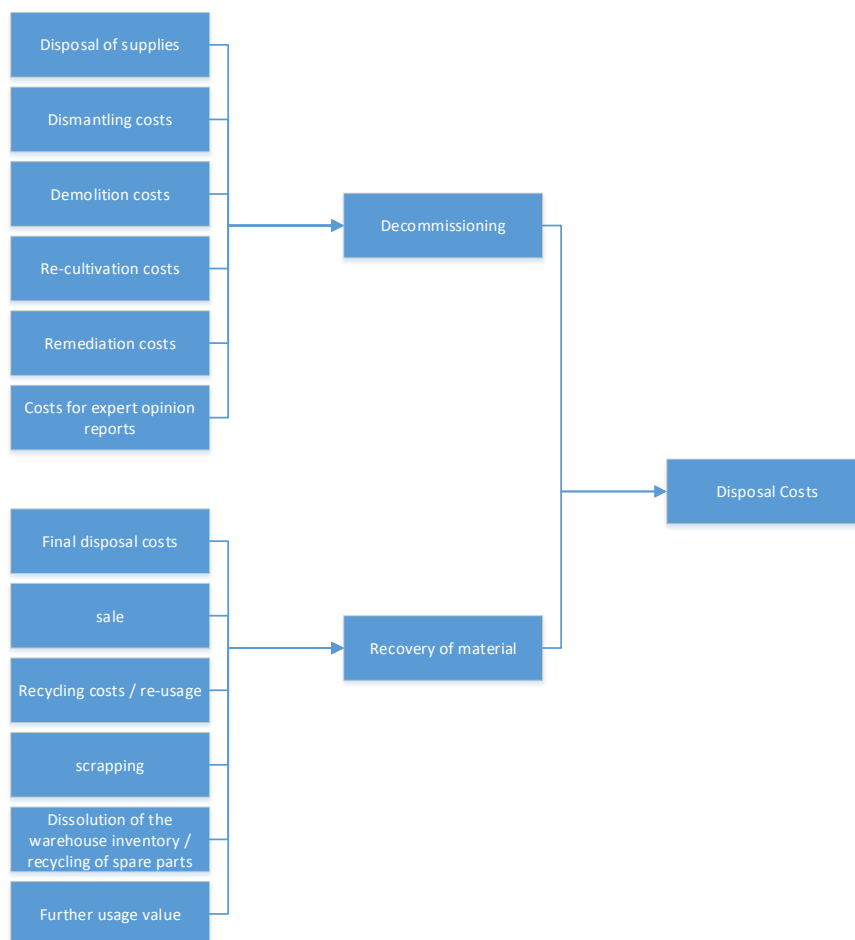 Disposal of supplies
Dismantling costs
Demolition costs
Decommissioning
Re-cultivation costs
Remediation costs
Costs for expert opinion
reports
Disposal Costs
Final disposal costs
sale
Recovery of material
Recycling costs / re-usage
scrapping
Dissolution of the
warehouse inventory /
recycling of spare parts
Further usage value